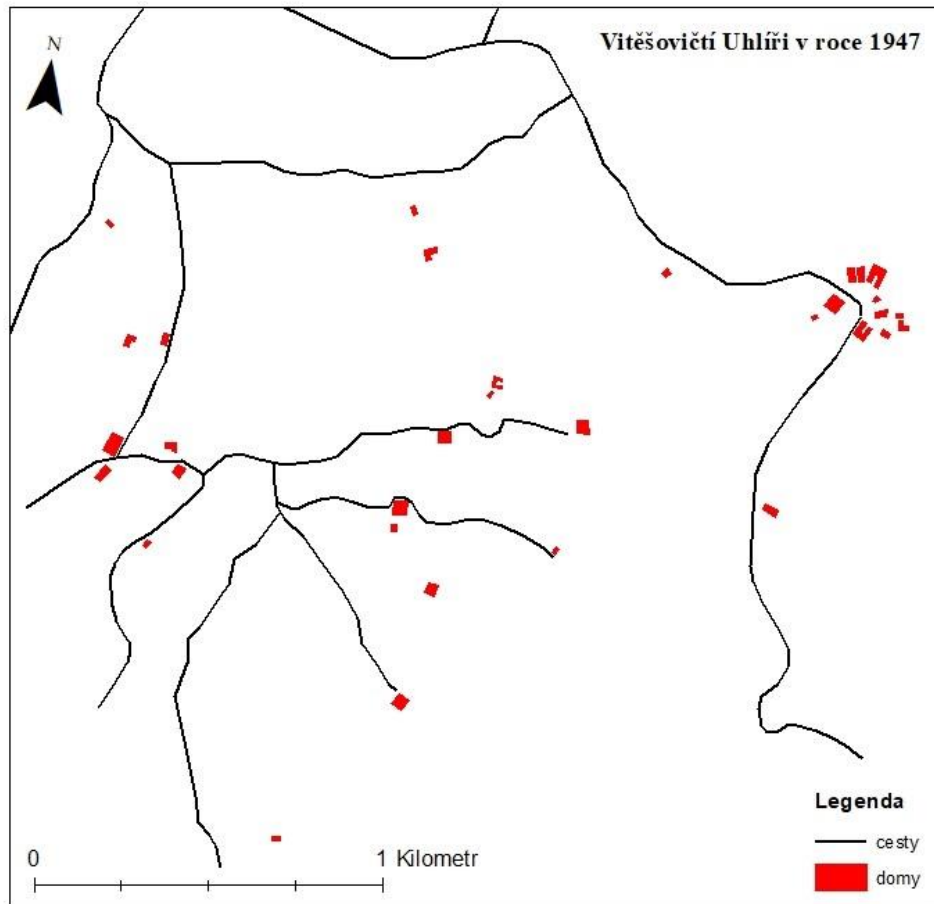 Vitěšovičtí Uhlíři v roce 1947
N
Legenda
cesty
domy
0 1 Kilometr